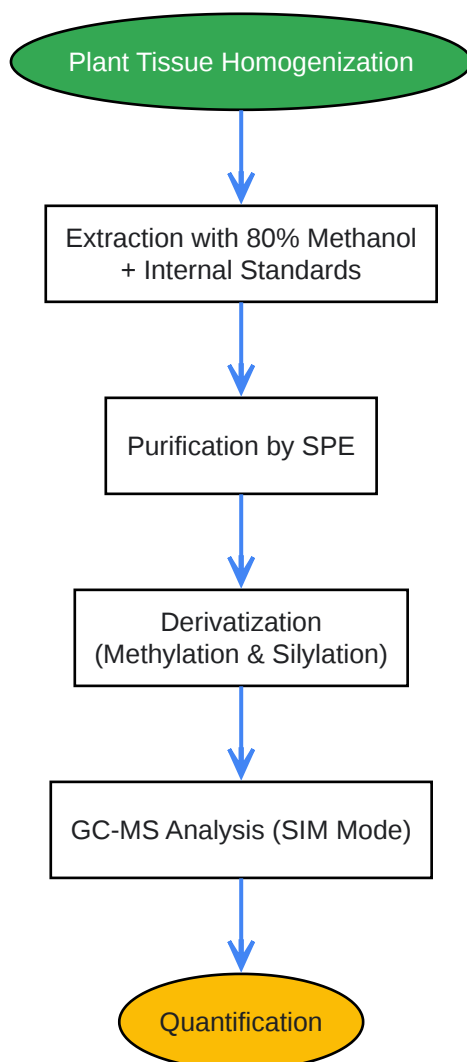 Plant Tissue Homogenization
Extraction with 80% Methanol
+ Internal Standards
Purification by SPE
Derivatization
(Methylation & Silylation)
GC-MS Analysis (SIM Mode)
Quantification